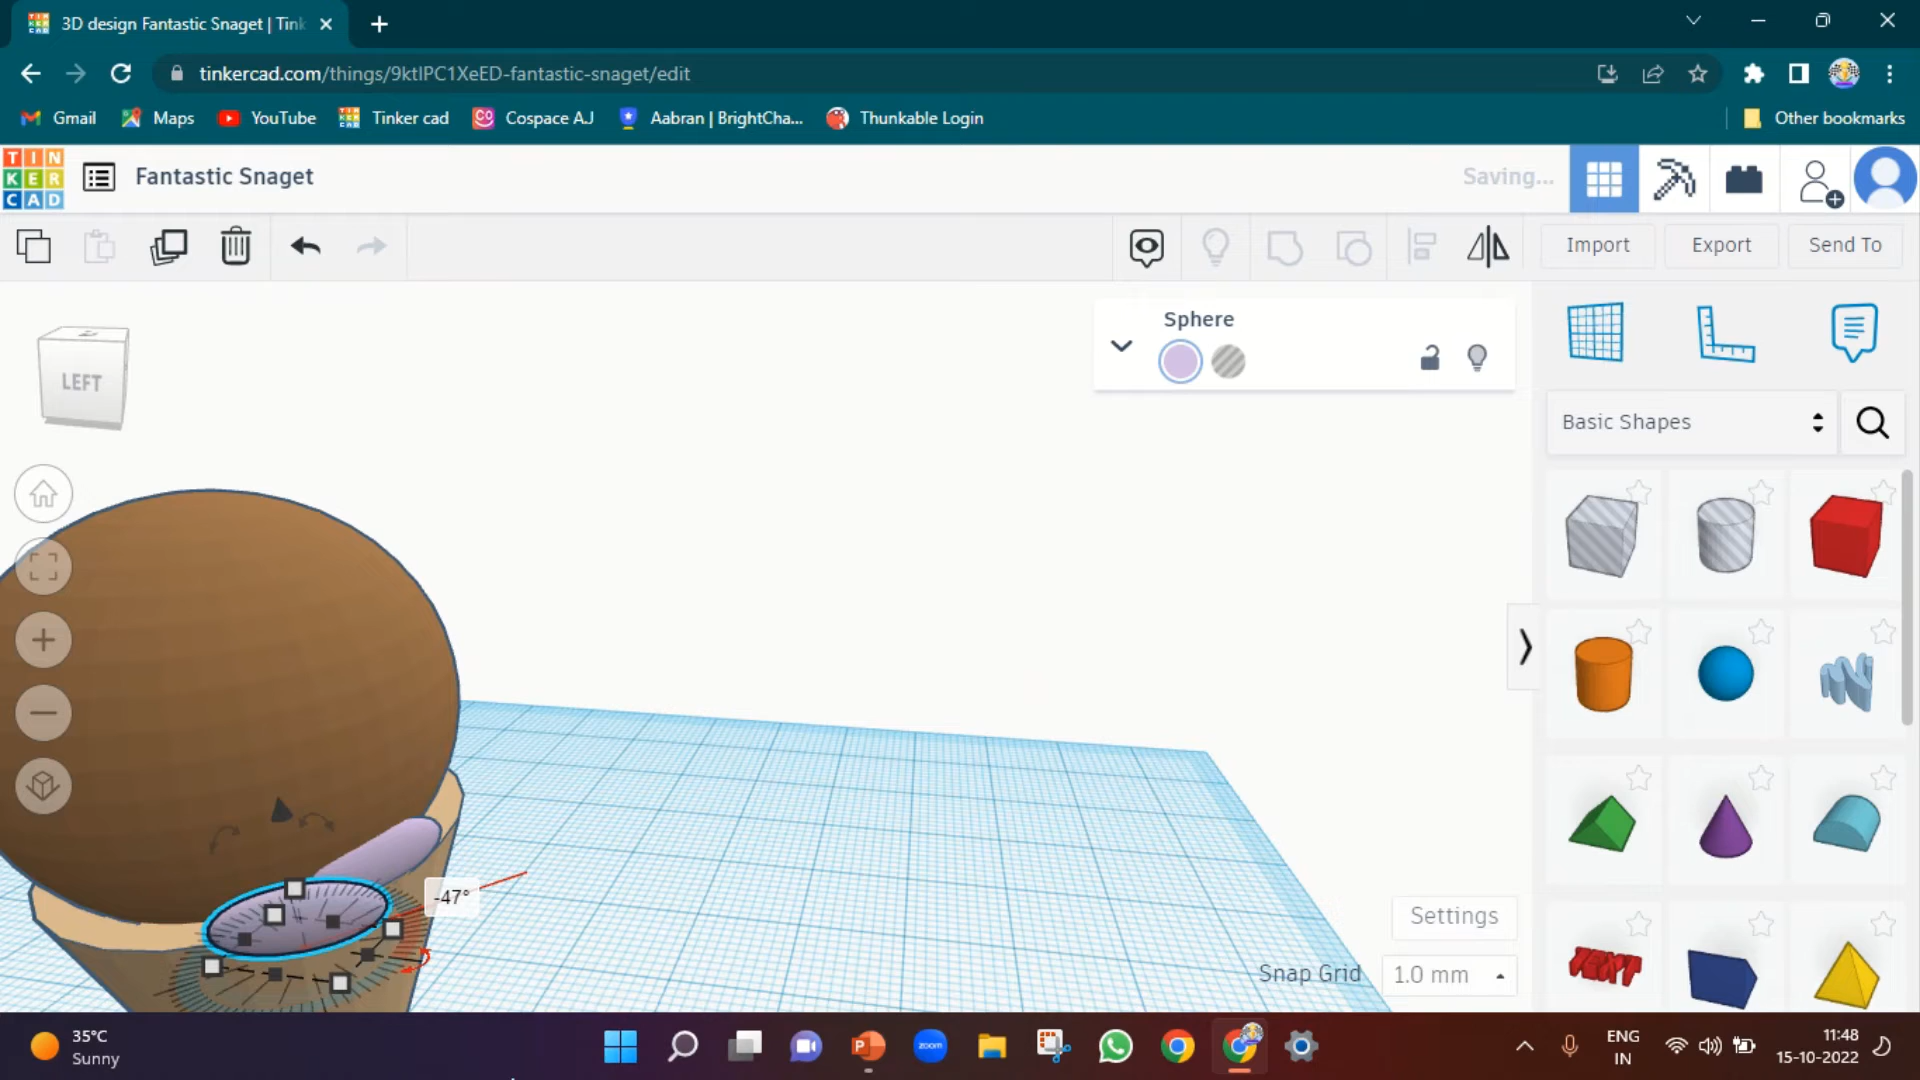 3D design Fantastic Snaget | Tink
tinkercad.com/things/9ktlPC1XeED-fantastic-snaget/edit
Gmail
Maps
YouTube
Tinker cad
Cospace AJ
Aabran | BrightCha...
Thunkable Login
Other bookmarks
TIN
KER
CAD
Fantastic Snaget
Saving...
Import
Export
Send To
Sphere
LEFT
Basic Shapes
-47°
TEXT
Settings
Snap Grid
1.0 mm
35°C
Sunny
zoom
ENG
IN
11:48
15-10-2022